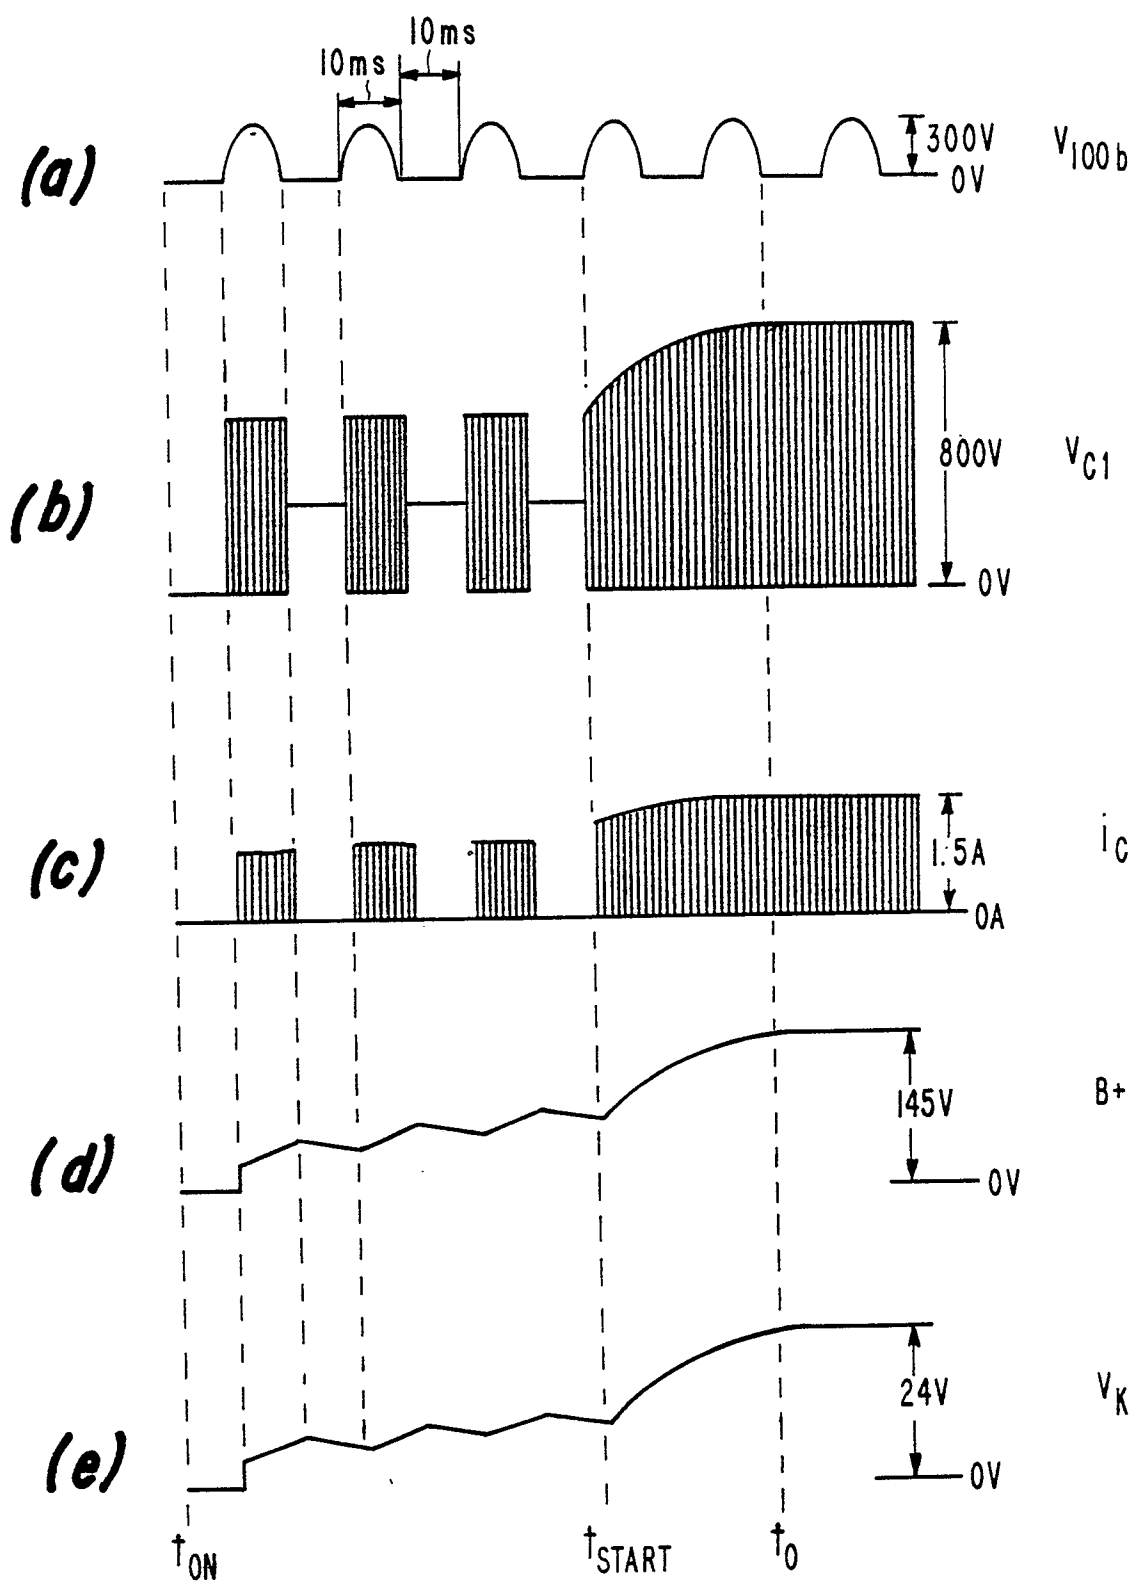 10ms
10ms
(a)
300V
0V
V100b
(b)
800V
VC1
0V
(c)
1.5A
iC
0A
(d)
145V
B+
0V
(e)
24V
VK
0V
tON
tSTART
t0